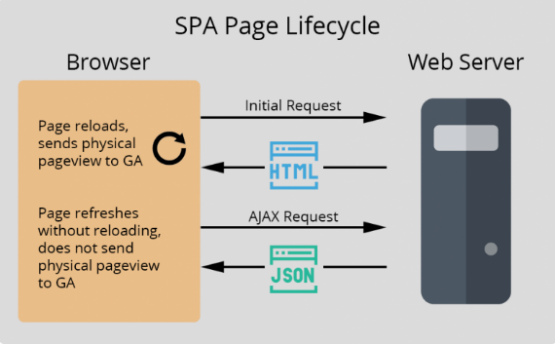 SPA Page Lifecycle
Browser
Web Server
Initial Request
Page reloads,
sends physical
pageview to GA
HTML
Page refreshes
without reloading,
does not send
physical pageview
to GA
AJAX Request
JSON